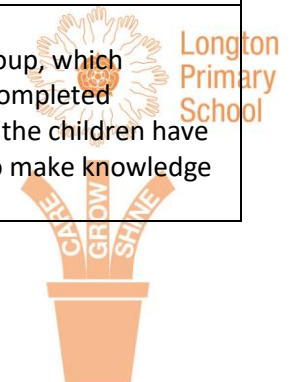 oup, which
ompleted
the children have
o make knowledge
Longton
Primary
School
CARE
GROW
SHINE